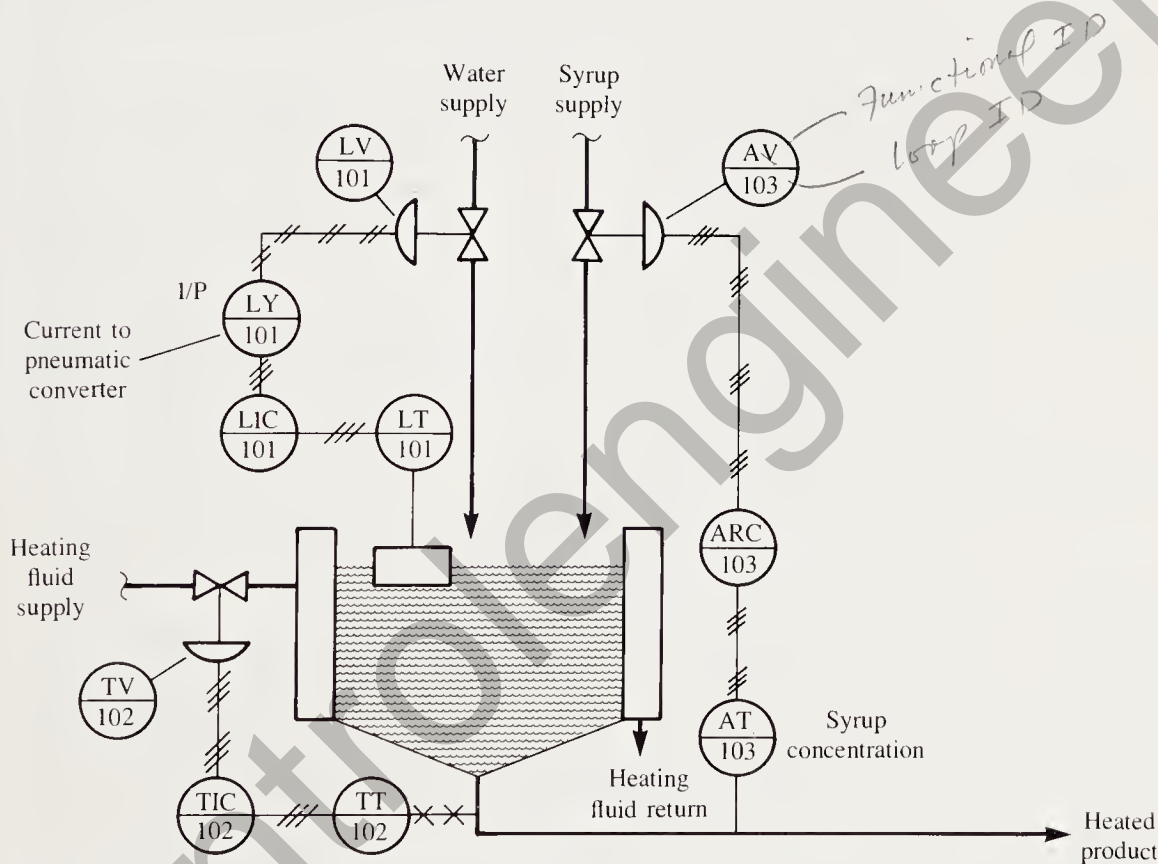 Functional ID
loop ID
Water
supply
Syrup
supply
LV
101
AV
103
I/P
LY
101
Current to
pneumatic
converter
LIC
101
LT
101
Heating
fluid
supply
ARC
103
TV
102
AT
103
Syrup
concentration
Heating
fluid return
TIC
102
TT
102
Heated
product
ntrolengineer